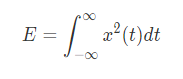 E = ∫_{-∞}^{∞} x²(t)dt